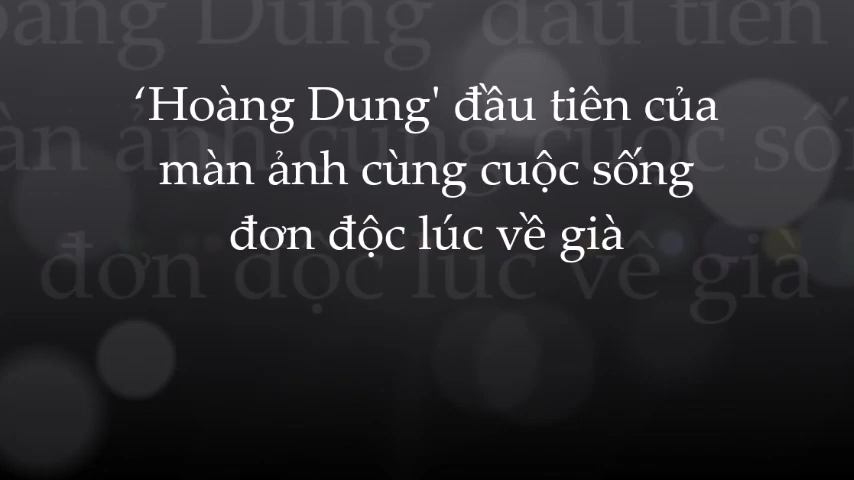 ‘Hoàng Dung' đầu tiên của
màn ảnh cùng cuộc sống
đơn độc lúc về già